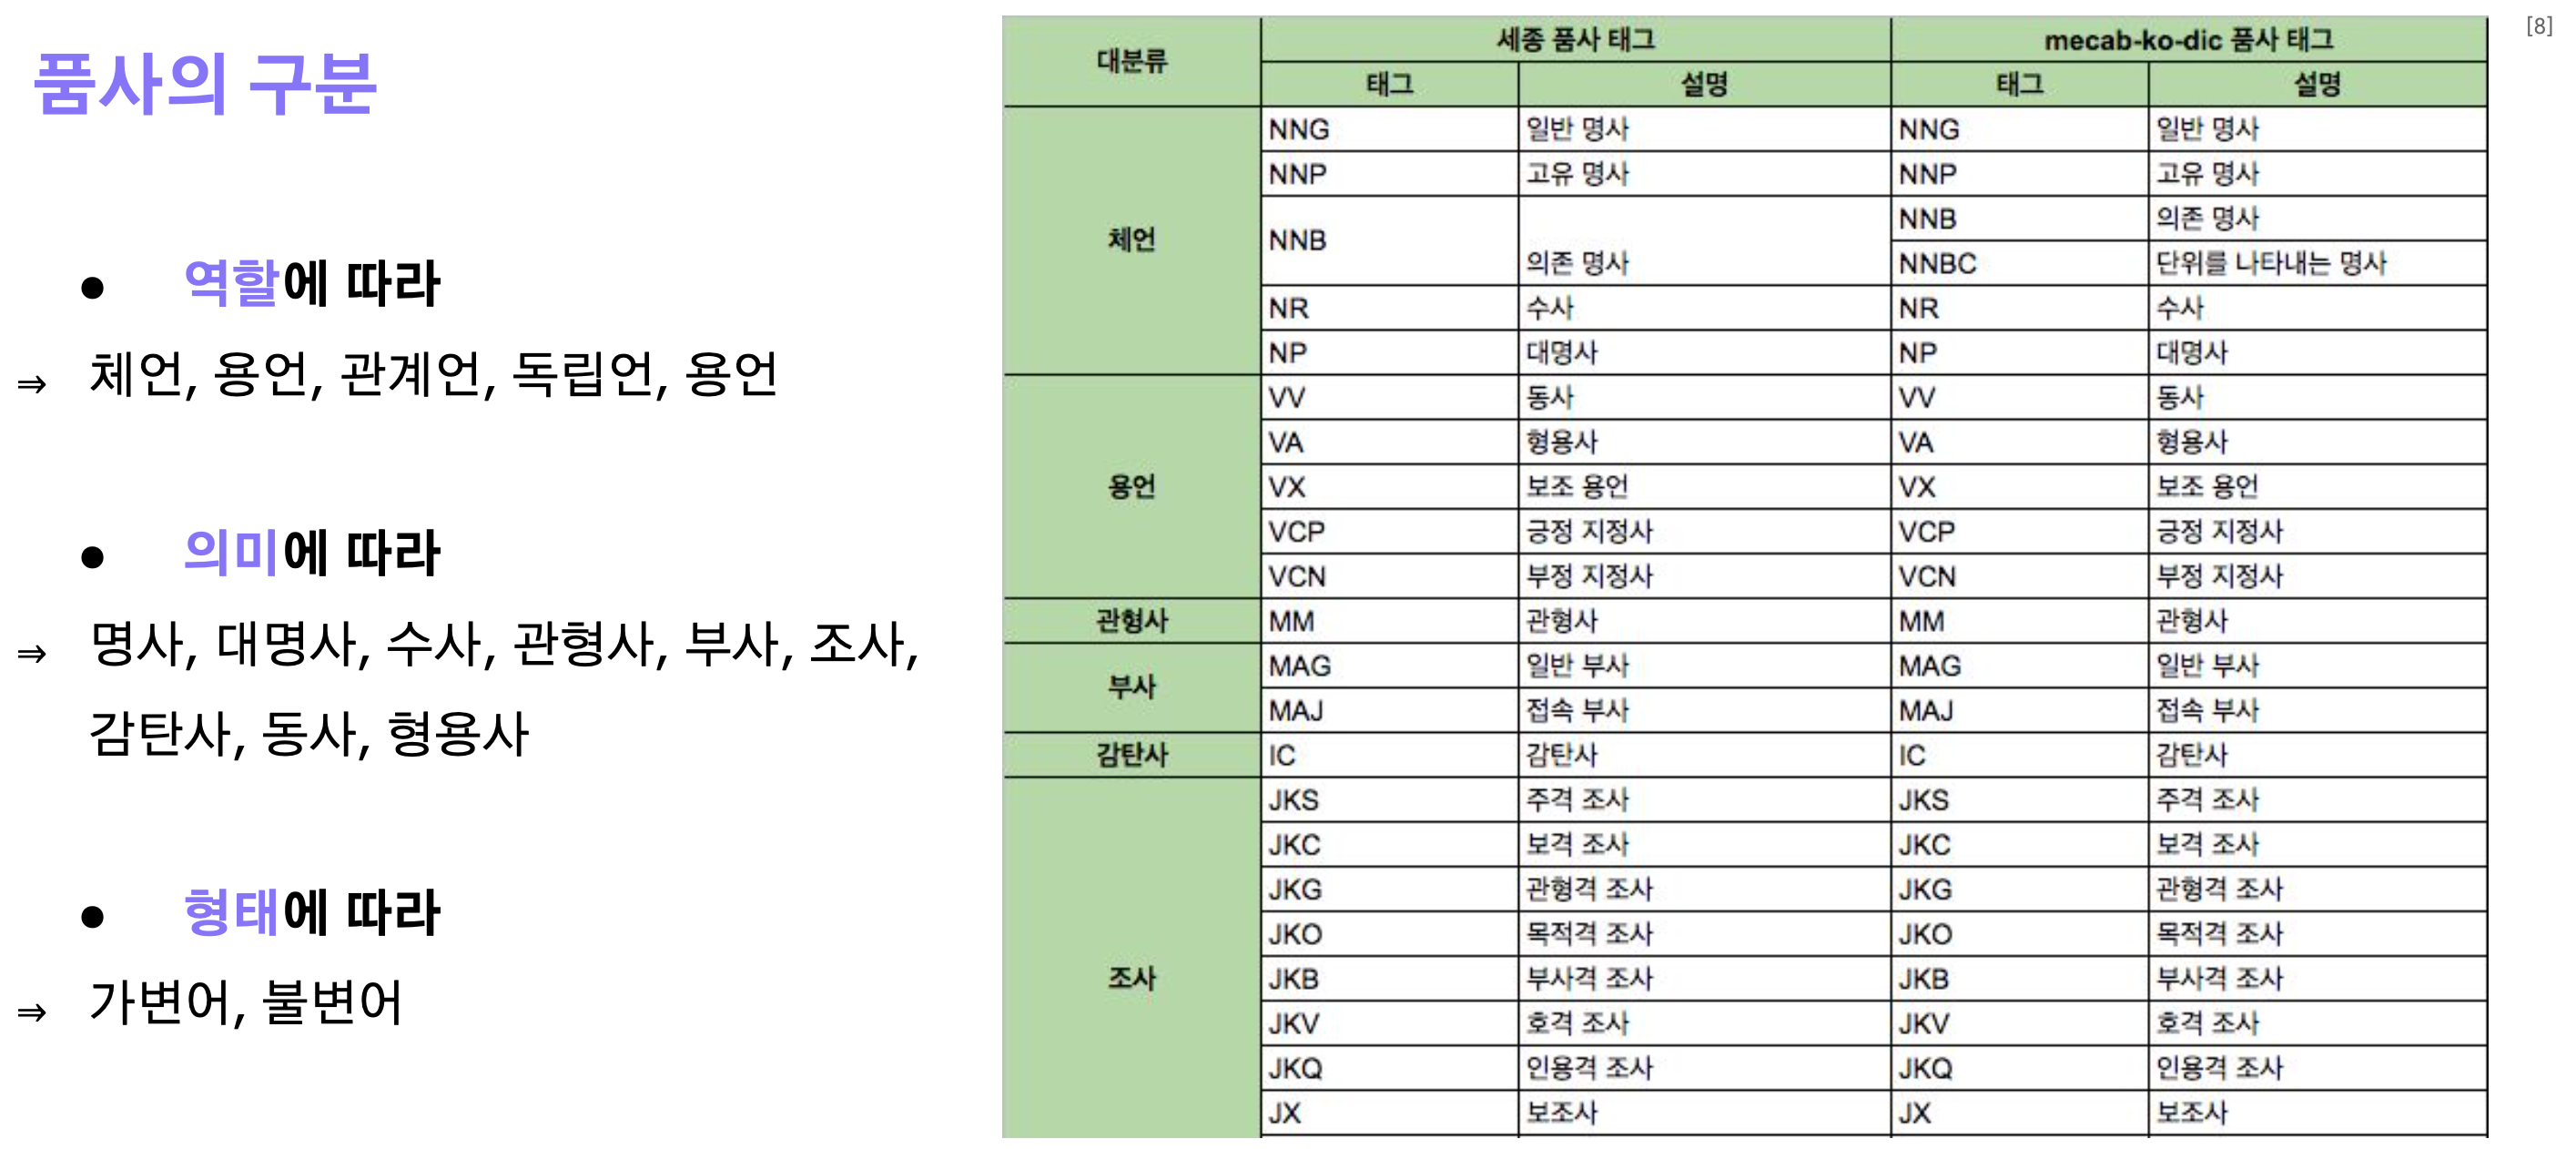 품사의 구분
● 역할에 따라
⇒ 체언, 용언, 관계언, 독립언, 용언
● 의미에 따라
⇒ 명사, 대명사, 수사, 관형사, 부사, 조사,
감탄사, 동사, 형용사
● 형태에 따라
⇒ 가변어, 불변어
[8]
대분류 세종 품사 태그 mecab-ko-dic 품사 태그
태그 설명 태그 설명
체언
NNG 일반 명사 NNG 일반 명사
NNP 고유 명사 NNP 고유 명사
NNB 의존 명사 NNB 의존 명사
NNBC 단위를 나타내는 명사
NR 수사 NR 수사
NP 대명사 NP 대명사
용언
VV 동사 VV 동사
VA 형용사 VA 형용사
VX 보조 용언 VX 보조 용언
VCP 긍정 지정사 VCP 긍정 지정사
VCN 부정 지정사 VCN 부정 지정사
관형사 MM 관형사 MM 관형사
부사
MAG 일반 부사 MAG 일반 부사
MAJ 접속 부사 MAJ 접속 부사
감탄사 IC 감탄사 IC 감탄사
조사
JKS 주격 조사 JKS 주격 조사
JKC 보격 조사 JKC 보격 조사
JKG 관형격 조사 JKG 관형격 조사
JKO 목적격 조사 JKO 목적격 조사
JKB 부사격 조사 JKB 부사격 조사
JKV 호격 조사 JKV 호격 조사
JKQ 인용격 조사 JKQ 인용격 조사
JX 보조사 JX 보조사